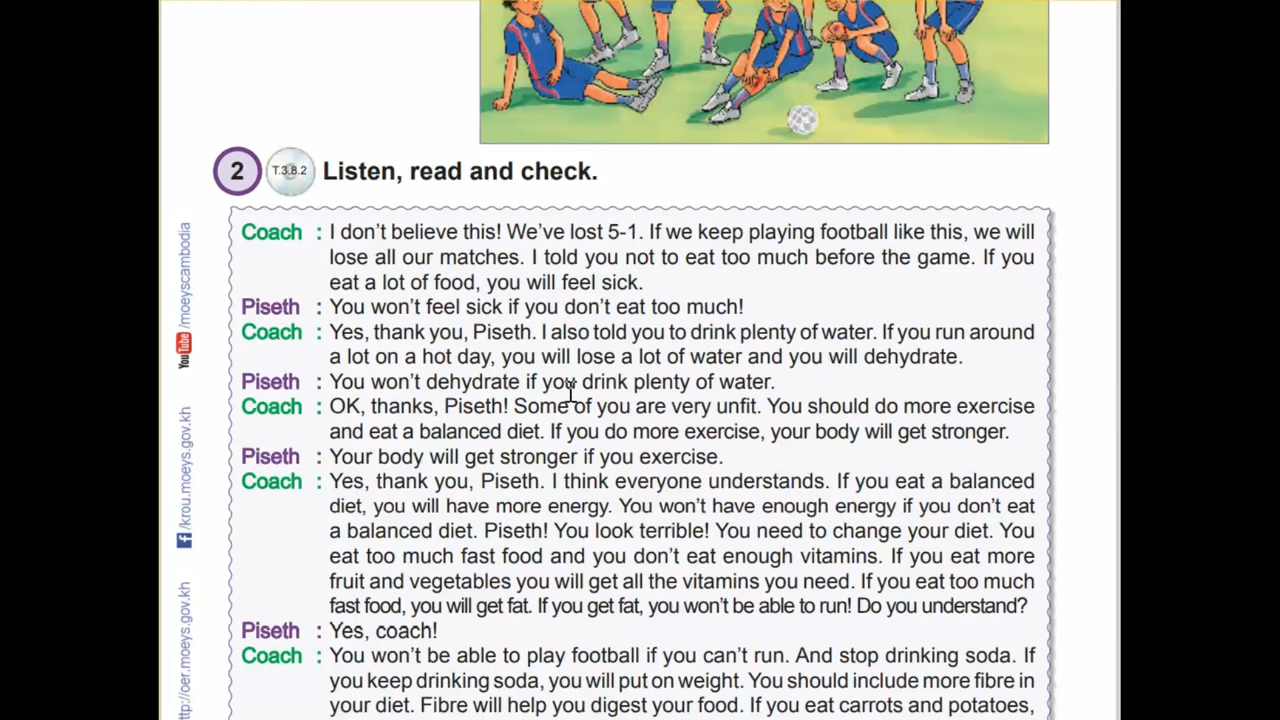 2 T.3.8.2 Listen, read and check.
Coach : I don't believe this! We've lost 5-1. If we keep playing football like this, we will
lose all our matches. I told you not to eat too much before the game. If you
eat a lot of food, you will feel sick.
Piseth : You won't feel sick if you don't eat too much!
Coach : Yes, thank you, Piseth. I also told you to drink plenty of water. If you run around
a lot on a hot day, you will lose a lot of water and you will dehydrate.
Piseth : You won't dehydrate if you drink plenty of water.
Coach : OK, thanks, Piseth! Some of you are very unfit. You should do more exercise
and eat a balanced diet. If you do more exercise, your body will get stronger.
Piseth : Your body will get stronger if you exercise.
Coach : Yes, thank you, Piseth. I think everyone understands. If you eat a balanced
diet, you will have more energy. You won't have enough energy if you don't eat
a balanced diet. Piseth! You look terrible! You need to change your diet. You
eat too much fast food and you don't eat enough vitamins. If you eat more
fruit and vegetables you will get all the vitamins you need. If you eat too much
fast food, you will get fat. If you get fat, you won't be able to run! Do you understand?
Piseth : Yes, coach!
Coach : You won't be able to play football if you can't run. And stop drinking soda. If
you keep drinking soda, you will put on weight. You should include more fibre in
your diet. Fibre will help you digest your food. If you eat carrots and potatoes,
YouTube /moeyscambodia
f /krou.moeys.gov.kh
ttp://oer.moeys.gov.kh